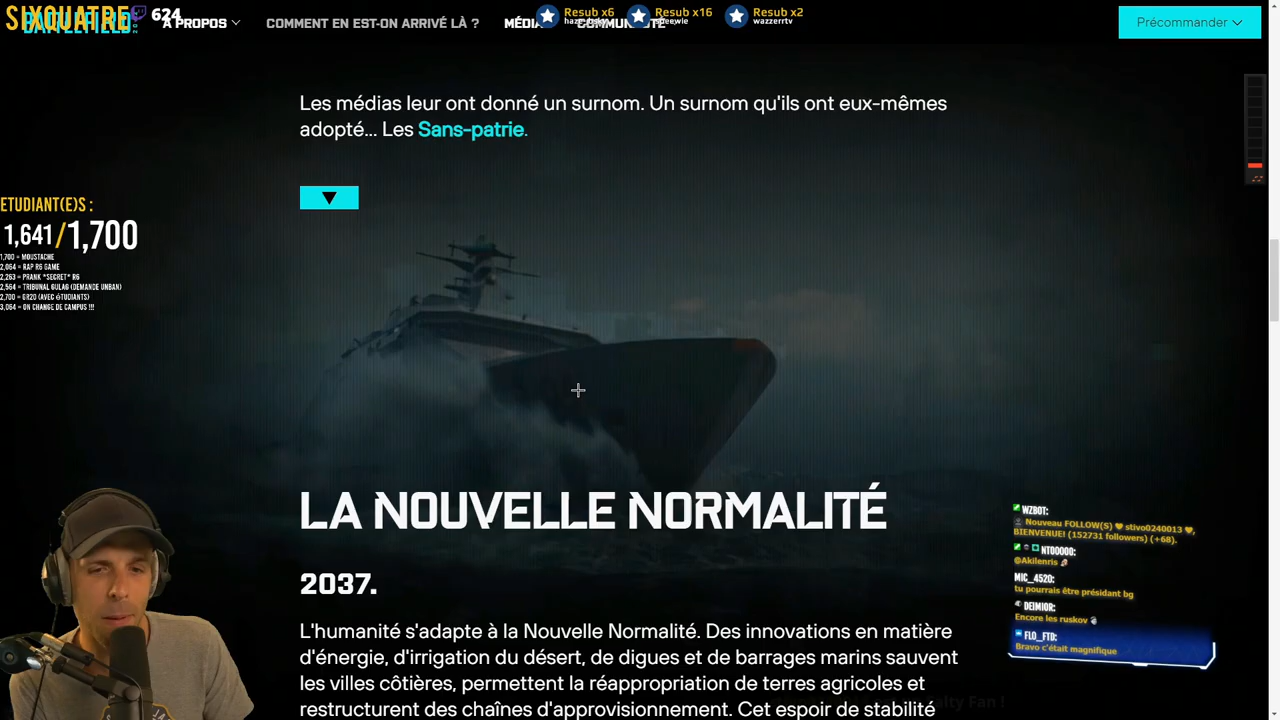 SIXQUATRE
624
À PROPOS
COMMENT EN EST-ON ARRIVÉ LÀ ?
Resub x6
Resub x16
Resub x2
wazzerrtv
Précommander
Les médias leur ont donné un surnom. Un surnom qu'ils ont eux-mêmes
adopté... Les Sans-patrie.
ETUDIANT(E)S :
1,641/1,700
1,700 = MOUSTACHE
2,064 = RAP R6 GAME
2,263 = PRANK *SECRET* R6
2,564 = TRIBUNAL GULAG (DEMANDE UNBAN)
2,700 = GR20 (AVEC ÉTUDIANTS)
3,064 = ON CHANGE DE CAMPUS !!!
LA NOUVELLE NORMALITÉ
2037.
L'humanité s'adapte à la Nouvelle Normalité. Des innovations en matière
d'énergie, d'irrigation du désert, de digues et de barrages marins sauvent
les villes côtières, permettent la réappropriation de terres agricoles et
restructurent des chaînes d'approvisionnement. Cet espoir de stabilité
WZBOT:
Nouveau FOLLOW(S) ♥ stivo0240013 ♥,
BIENVENUE! (152731 followers) (+68).
NT00000:
@Akilenris
MIC_4520:
tu pourrais être présidant bg
DEIMIOR:
Encore les ruskov
FLO_FTD:
Bravo c'était magnifique
alty Fan !